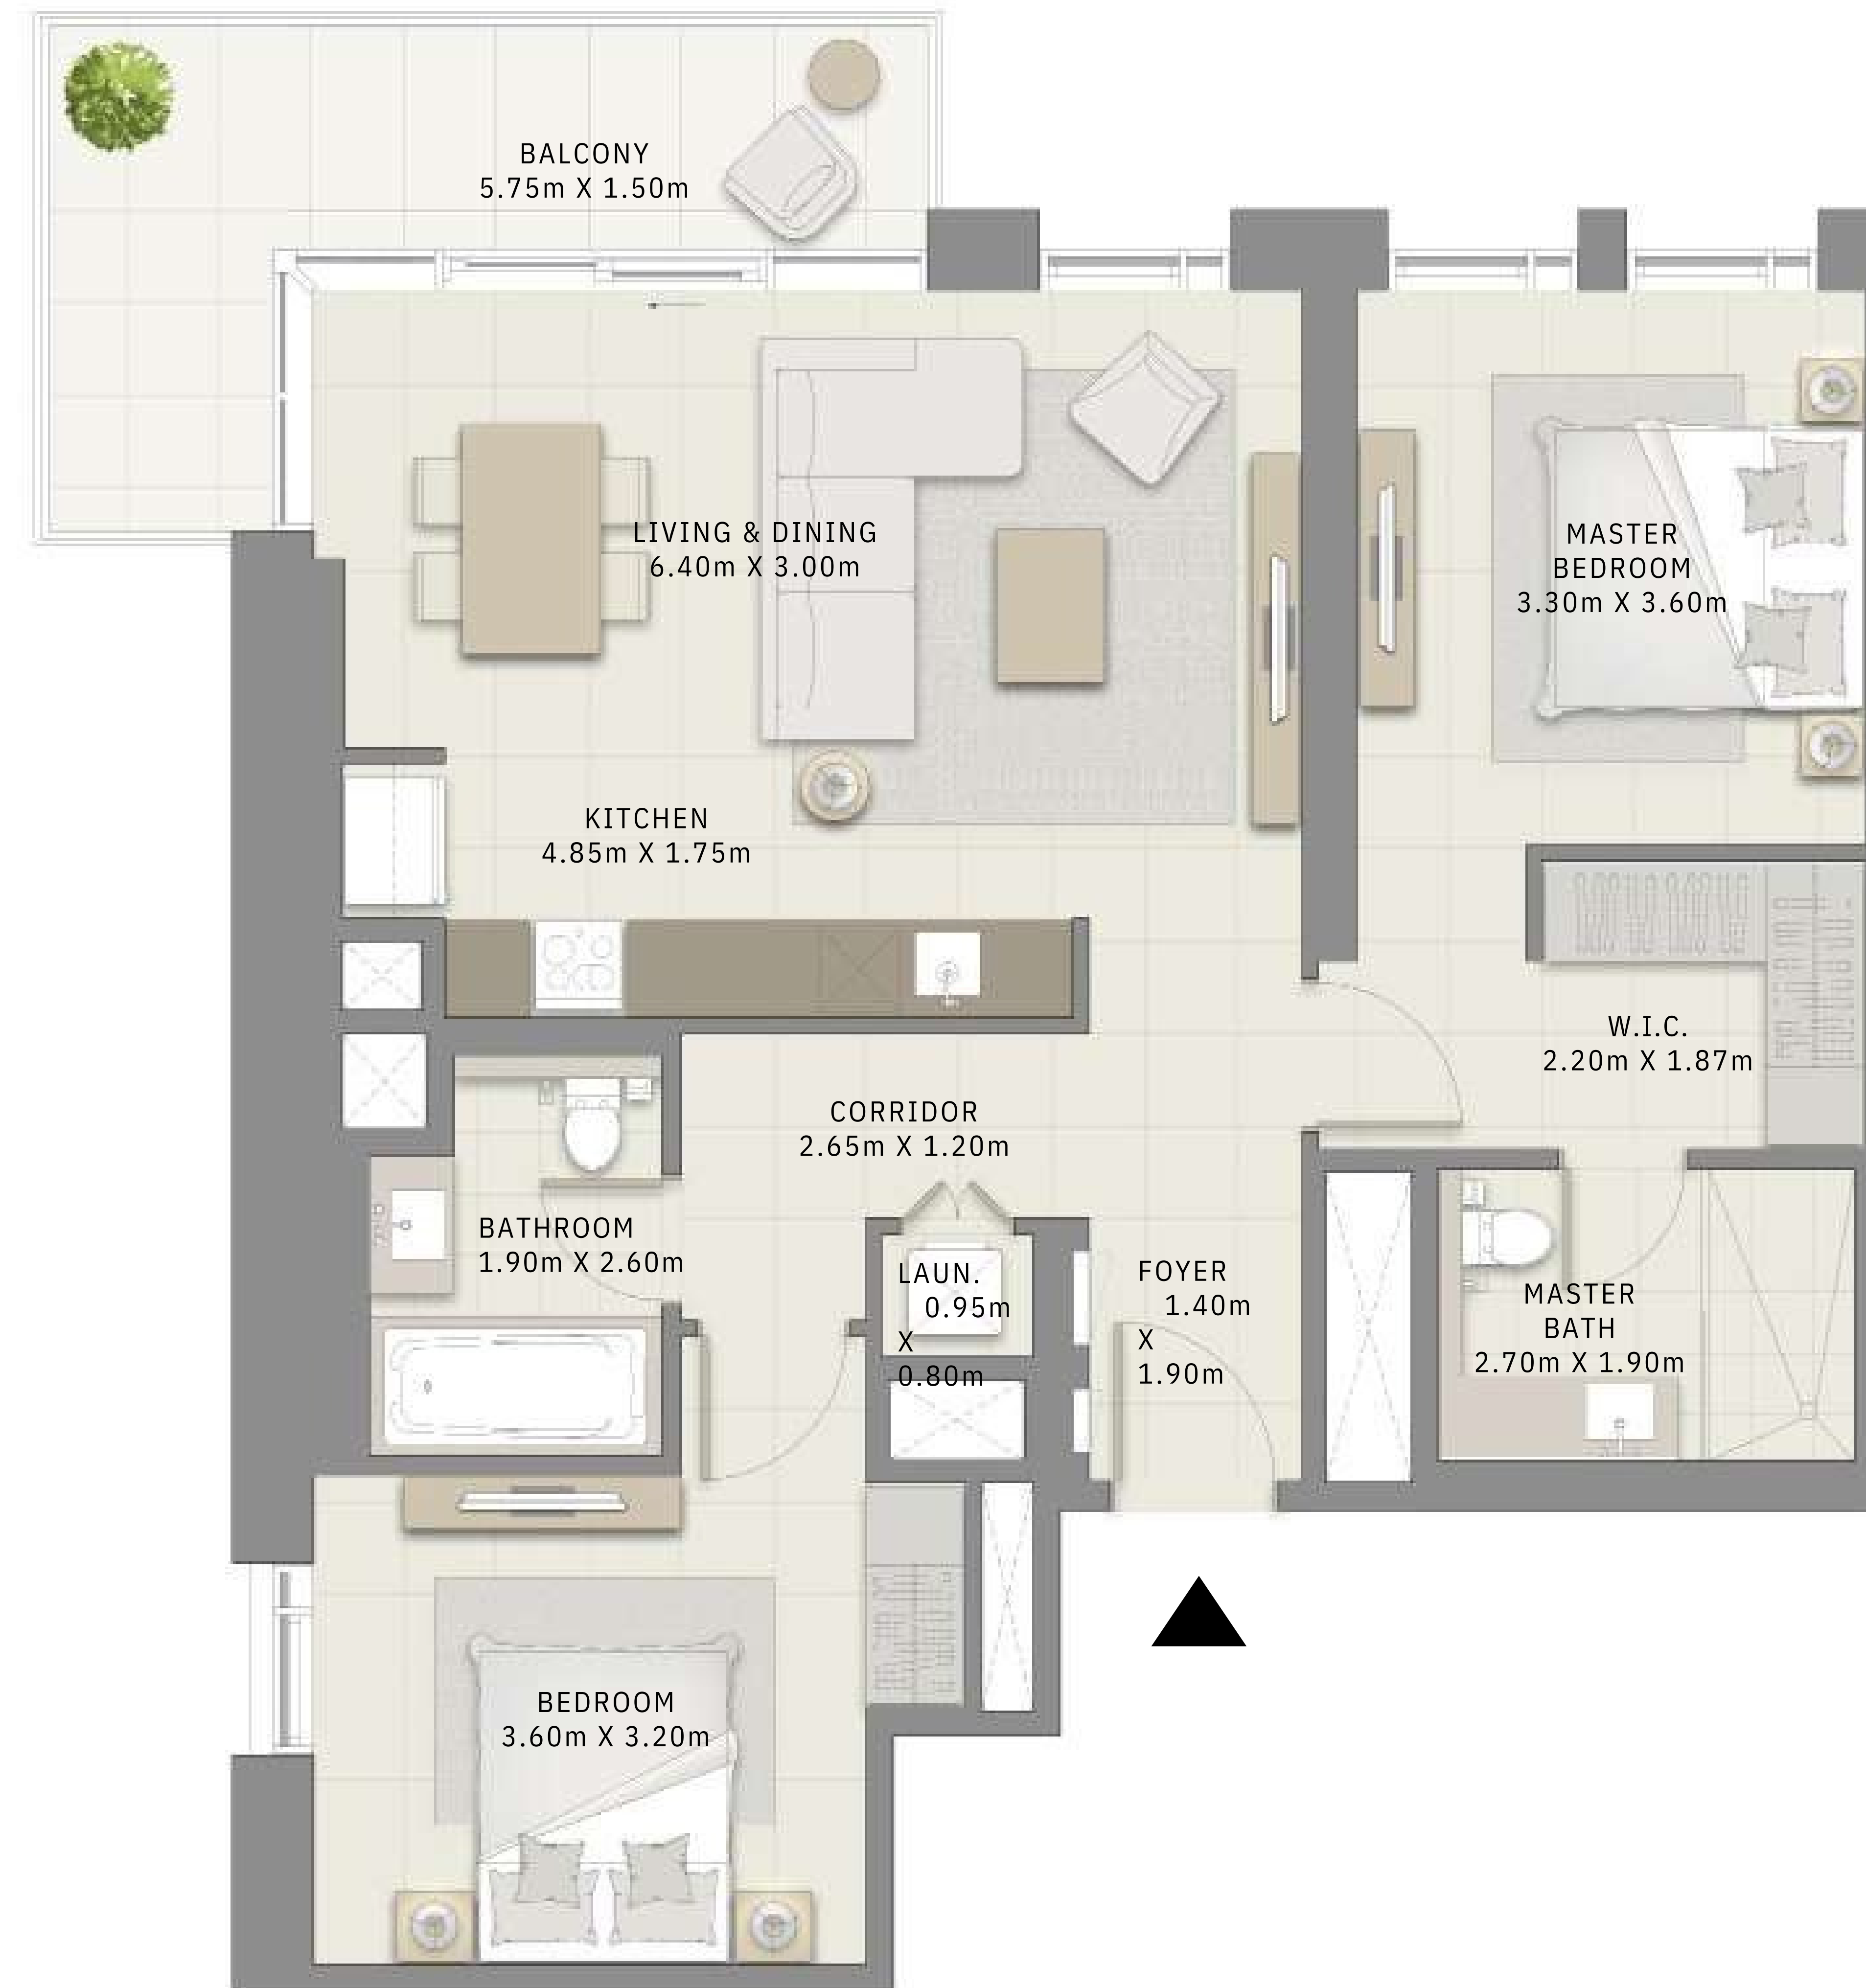 BALCONY
5.75m X 1.50m
LIVING & DINING
6.40m X 3.00m
MASTER
BEDROOM
3.30m X 3.60m
KITCHEN
4.85m X 1.75m
W.I.C.
2.20m X 1.87m
CORRIDOR
2.65m X 1.20m
BATHROOM
1.90m X 2.60m
LAUN.
0.95m
X
0.80m
FOYER
1.40m
X
1.90m
MASTER
BATH
2.70m X 1.90m
BEDROOM
3.60m X 3.20m